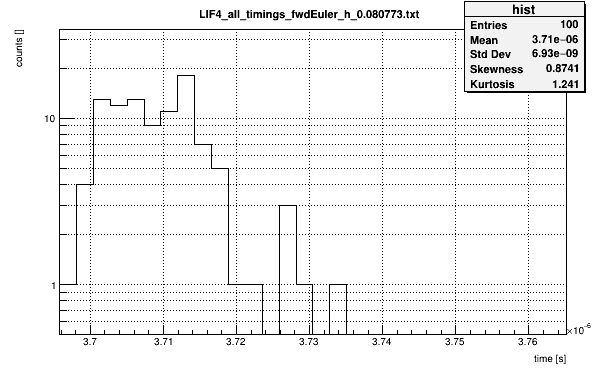 LIF4_all_timings_fwdEuler_h_0.080773.txt
hist
Entries 100
Mean 3.71e−06
Std Dev 6.93e−09
Skewness 0.8741
Kurtosis 1.241
counts []
10
1
3.7 3.71 3.72 3.73 3.74 3.75 3.76
×10−6
time [s]